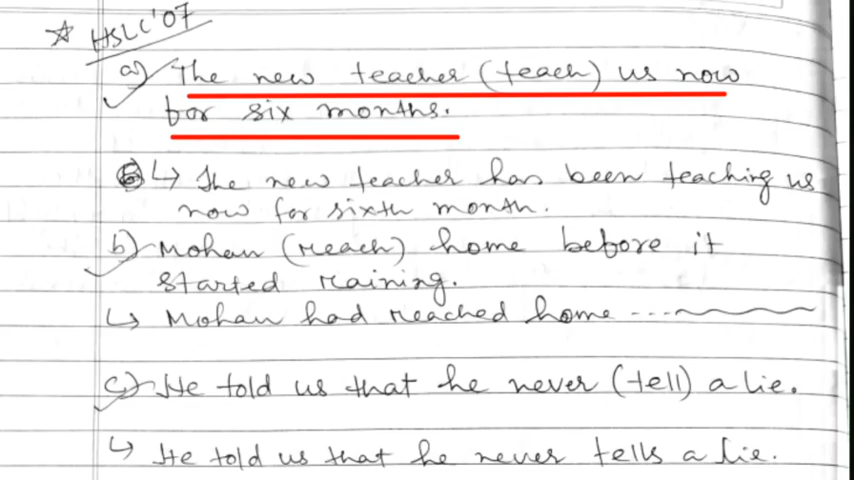 ☆ HSLC'07
a) The new teacher (teach) us now
for six months.
↳ The new teacher has been teaching us
now for sixth month.
b) Mohan (reach) home before it
started raining.
↳ Mohan had reached home ---
c) He told us that he never (tell) a lie.
↳ He told us that he never tells a lie.